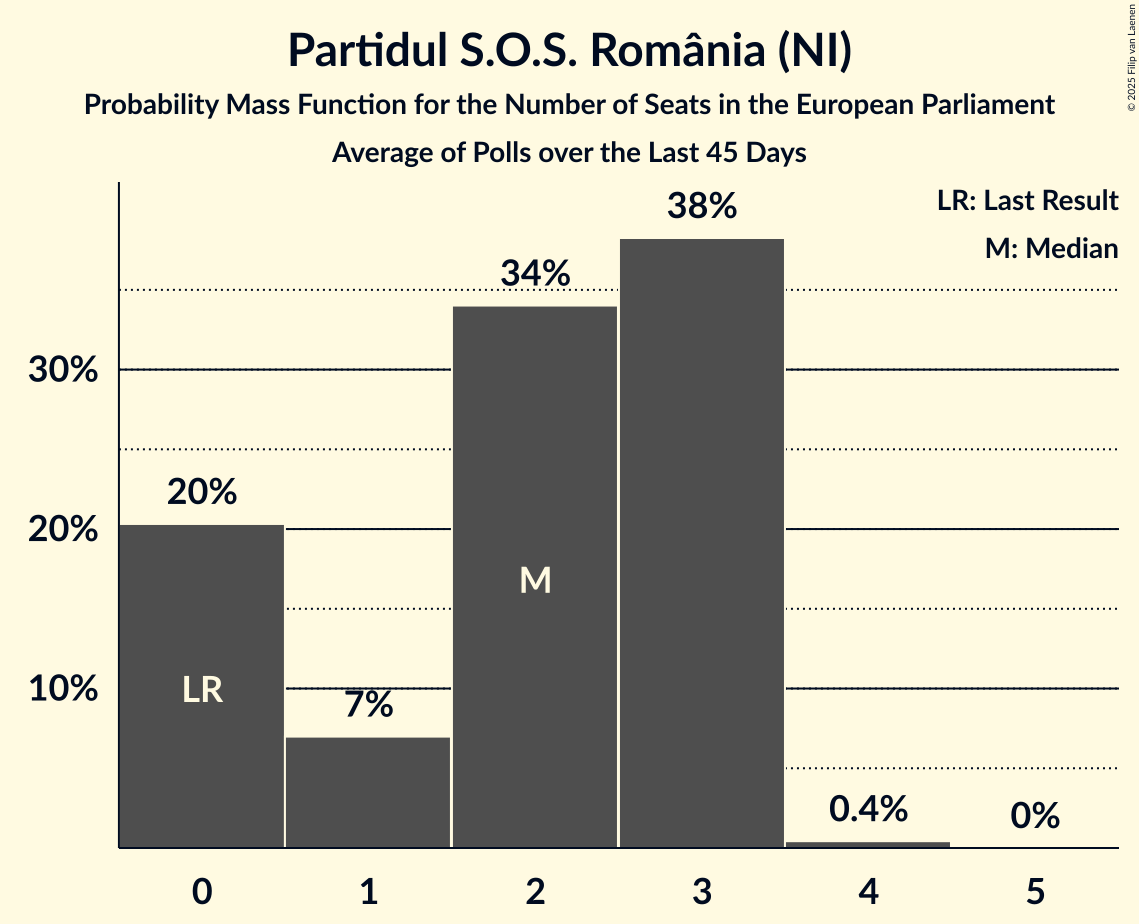 Partidul S.O.S. România (NI)
Probability Mass Function for the Number of Seats in the European Parliament
Average of Polls over the Last 45 Days
© 2025 Filip van Laenen
LR: Last Result
M: Median
38%
34%
30%
20%
20%
M
10%
LR
7%
0.4%
0%
0 1 2 3 4 5